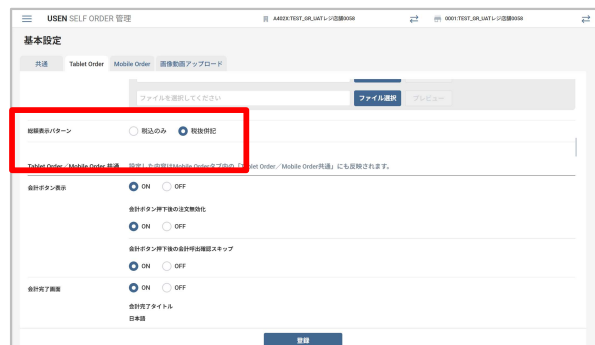 USEN SELF ORDER 管理
A402X:TEST_GR_UATレジ店舗0058
0001:TEST_GR_UATレジ店舗0058
基本設定
共通 Tablet Order Mobile Order 画像動画アップロード
ファイルを選択してください ファイル選択 プレビュー
総額表示パターン 税込のみ 税抜併記
Tablet Order／Mobile Order 共通 設定した内容はMobile Orderタブ内の「Tablet Order／Mobile Order共通」にも反映されます。
会計ボタン表示 ON OFF
会計ボタン押下後の注文無効化
ON OFF
会計ボタン押下後の会計呼出確認スキップ
ON OFF
会計完了画面 ON OFF
会計完了タイトル
日本語
登録